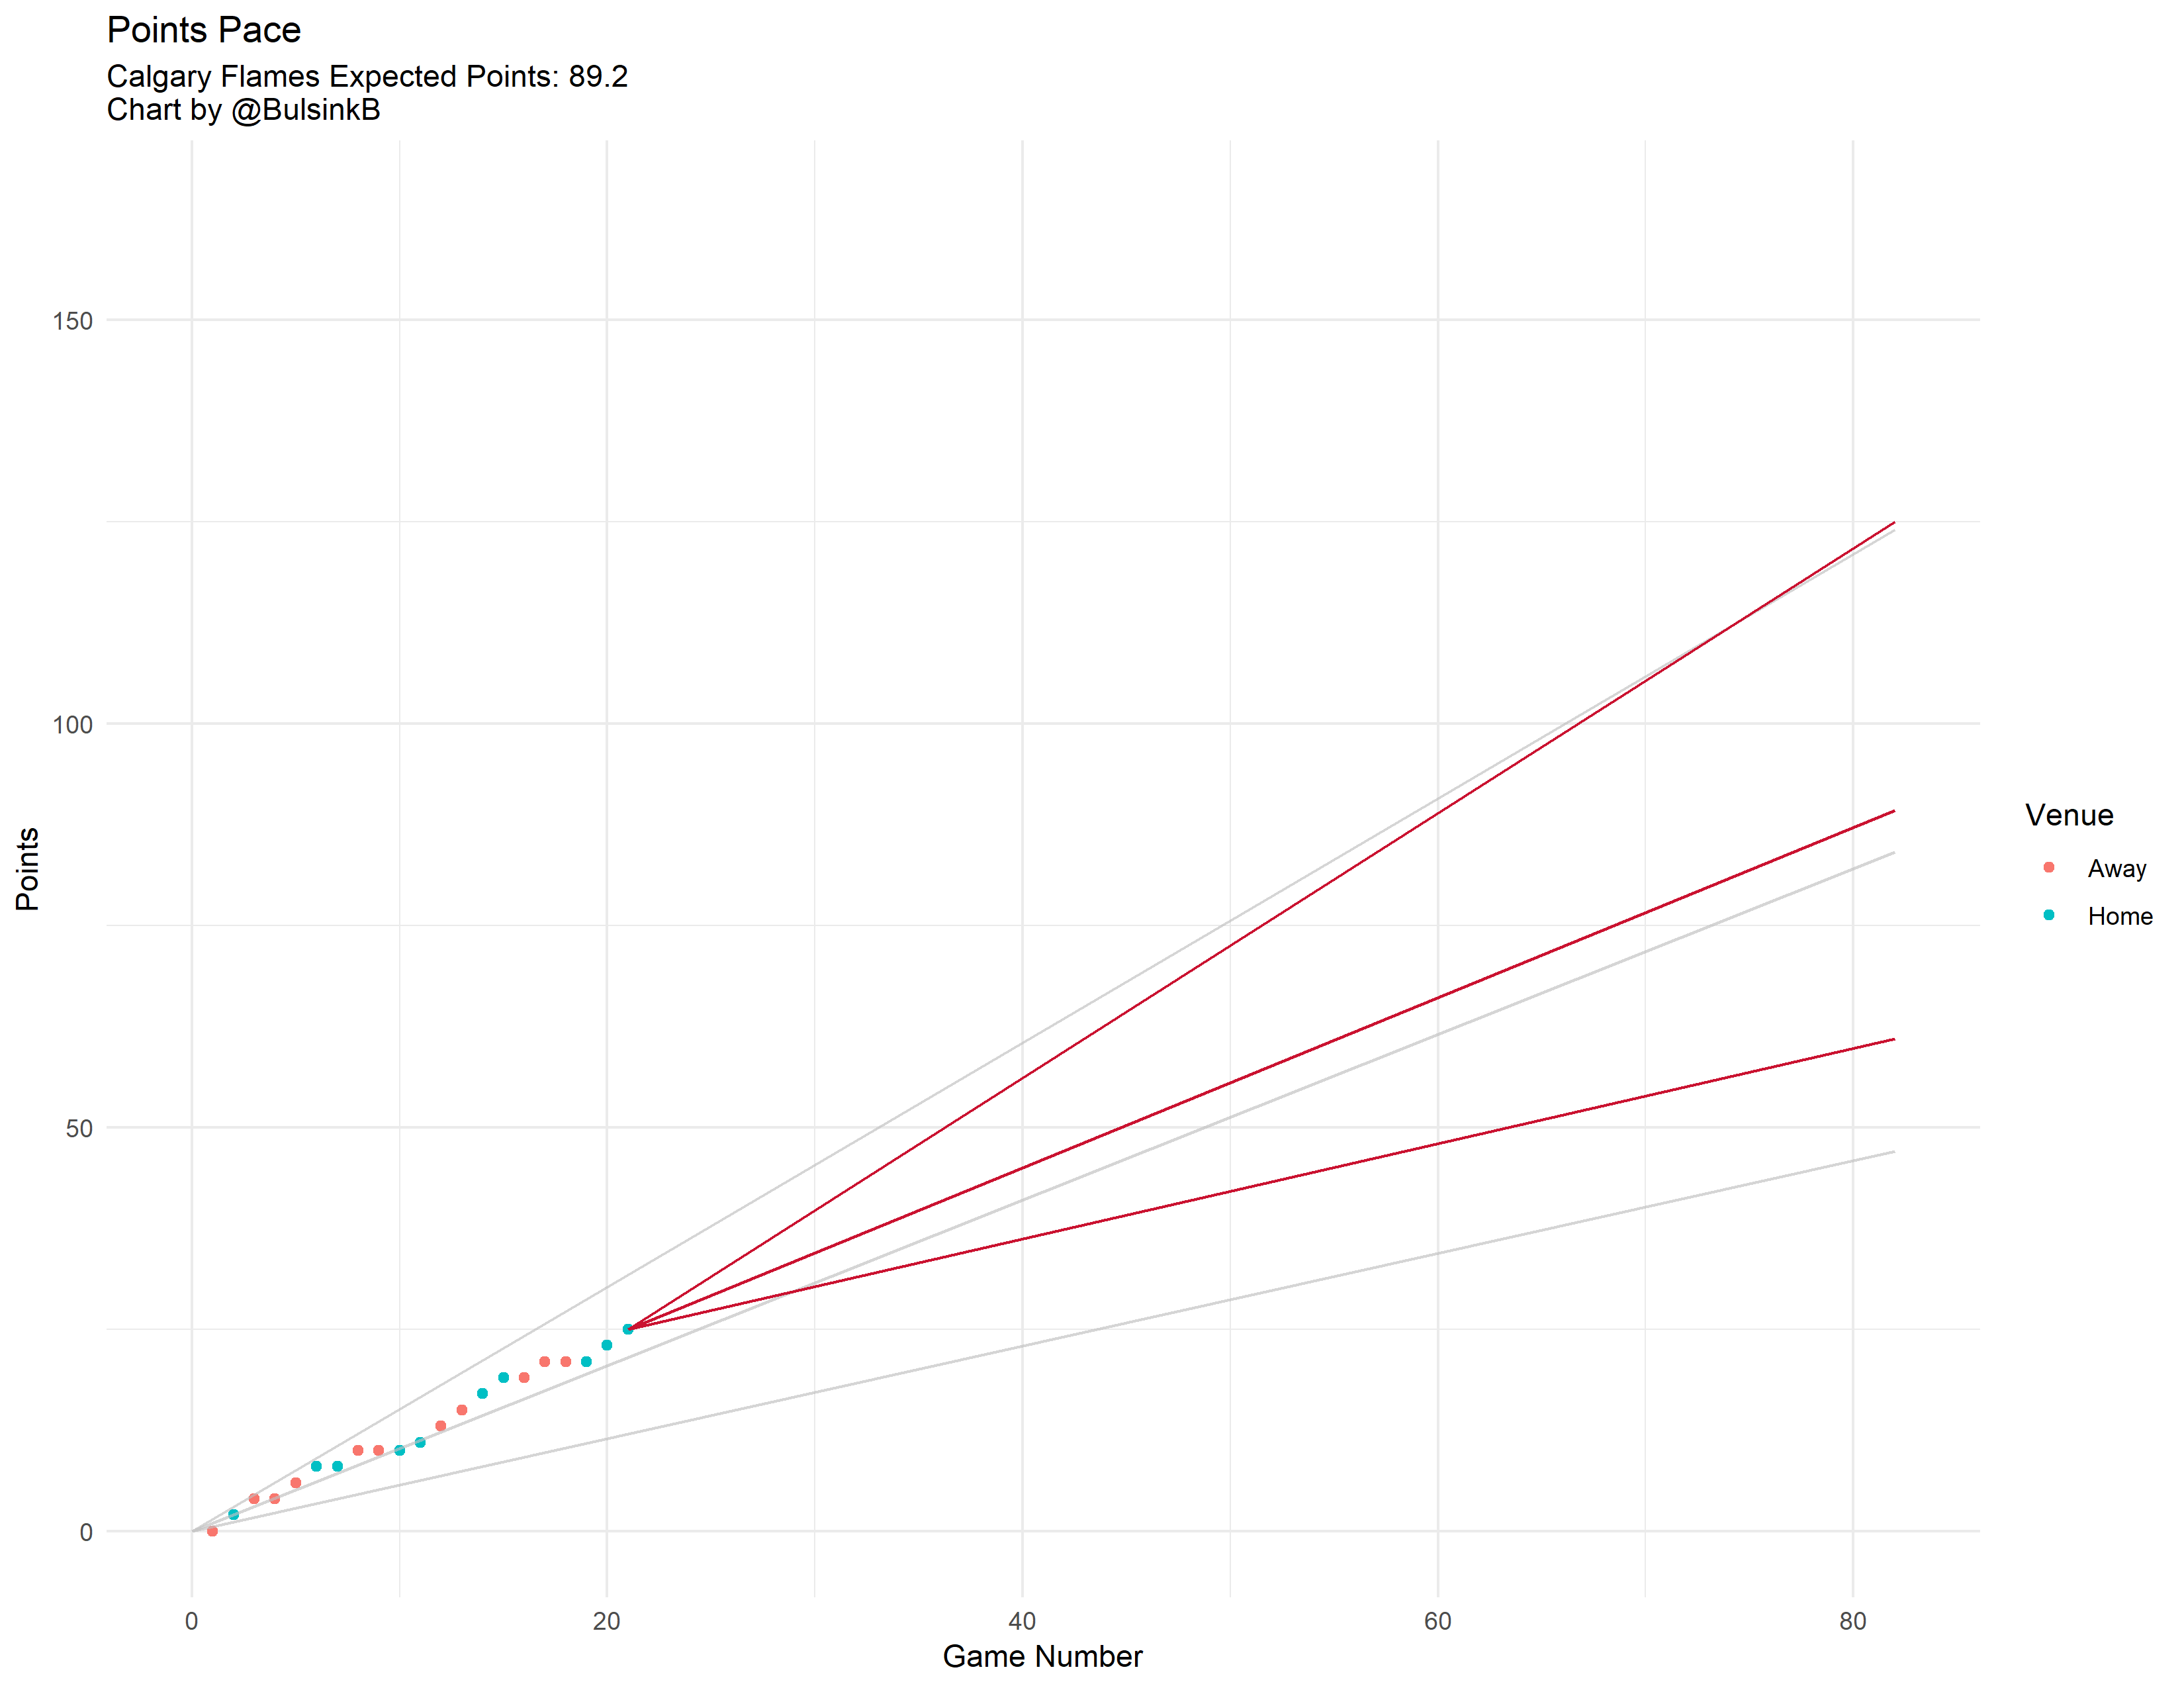 Points Pace
Calgary Flames Expected Points: 89.2
Chart by @BulsinkB
150
100
50
0
Points
0 20 40 60 80
Game Number
Venue
Away
Home